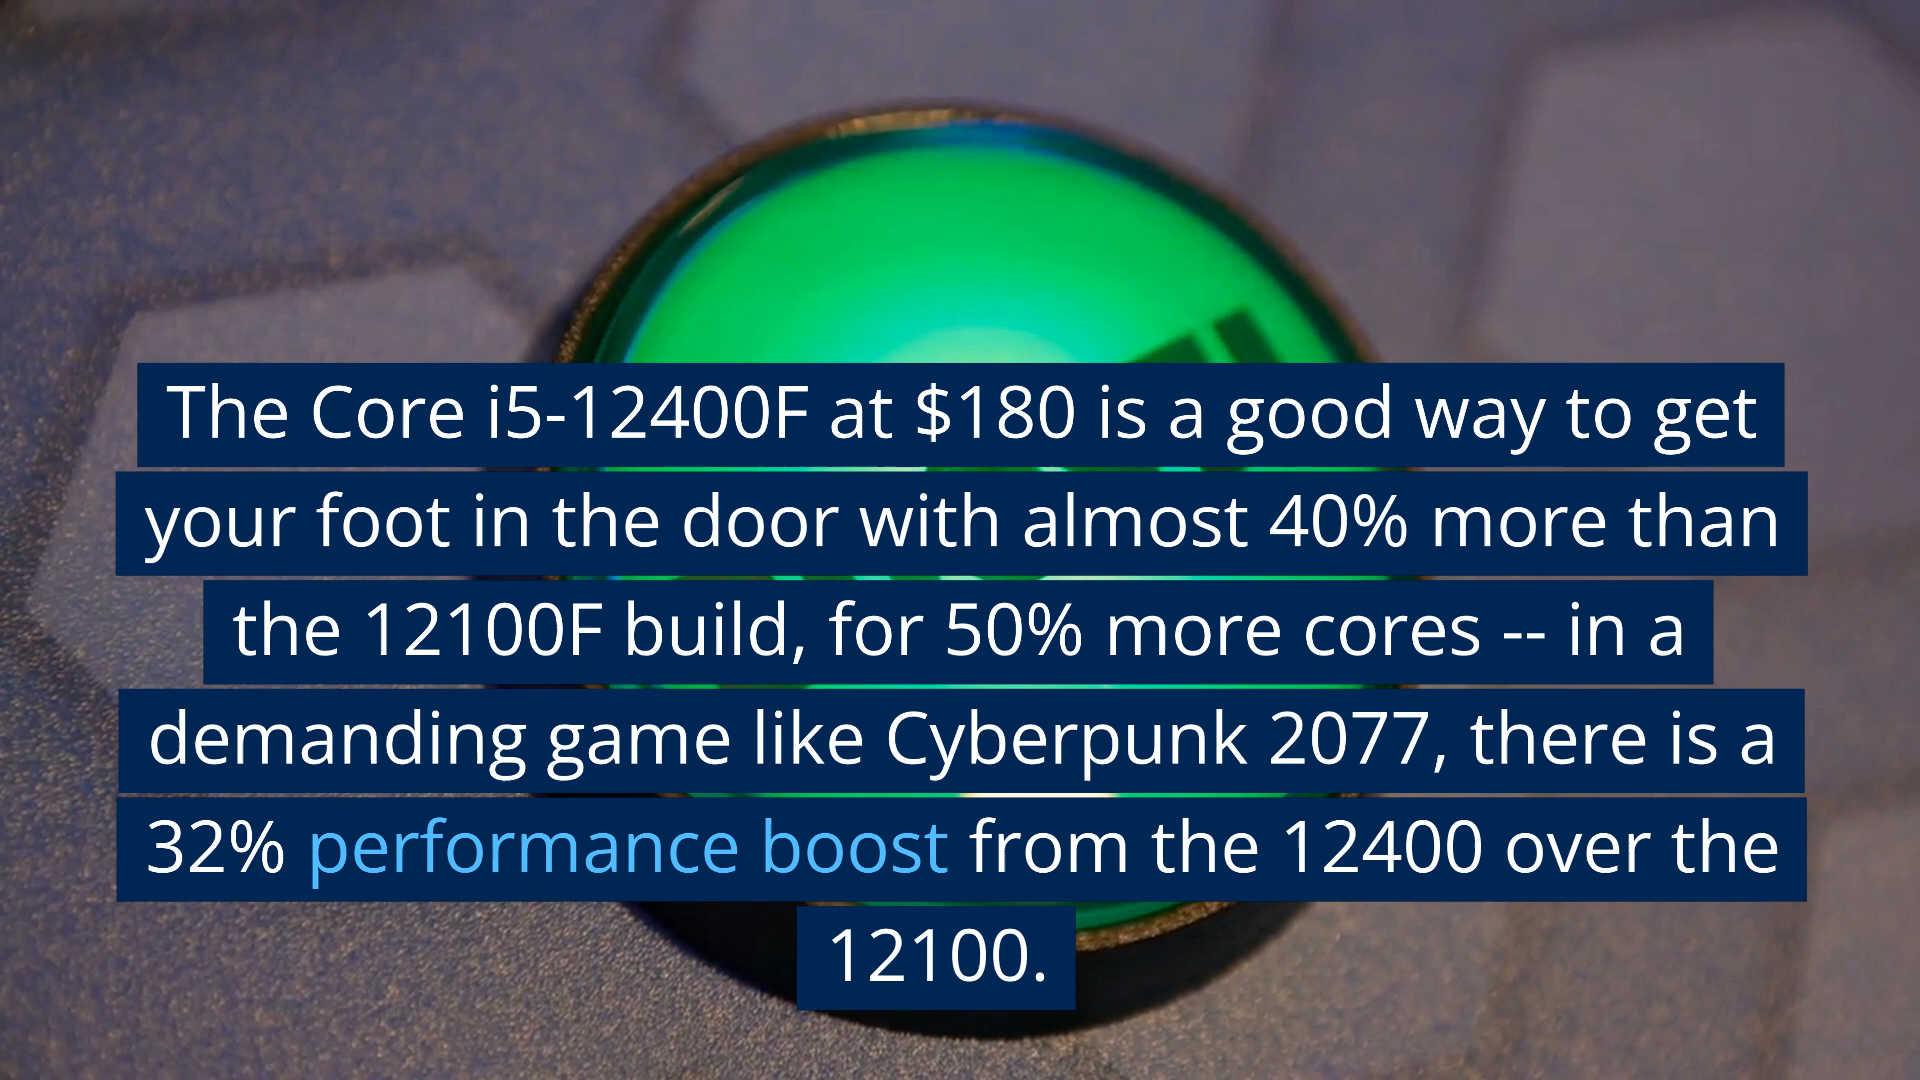 The Core i5-12400F at $180 is a good way to get
your foot in the door with almost 40% more than
the 12100F build, for 50% more cores -- in a
demanding game like Cyberpunk 2077, there is a
32% performance boost from the 12400 over the
12100.